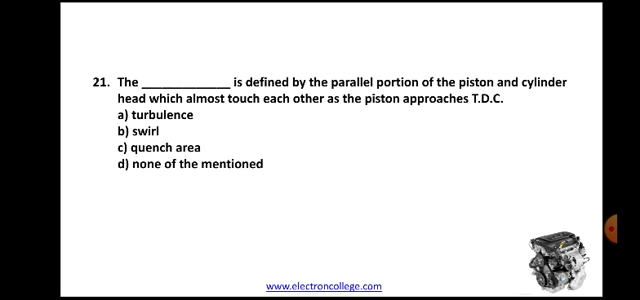 21. The _____________ is defined by the parallel portion of the piston and cylinder
head which almost touch each other as the piston approaches T.D.C.
a) turbulence
b) swirl
c) quench area
d) none of the mentioned
www.electroncollege.com